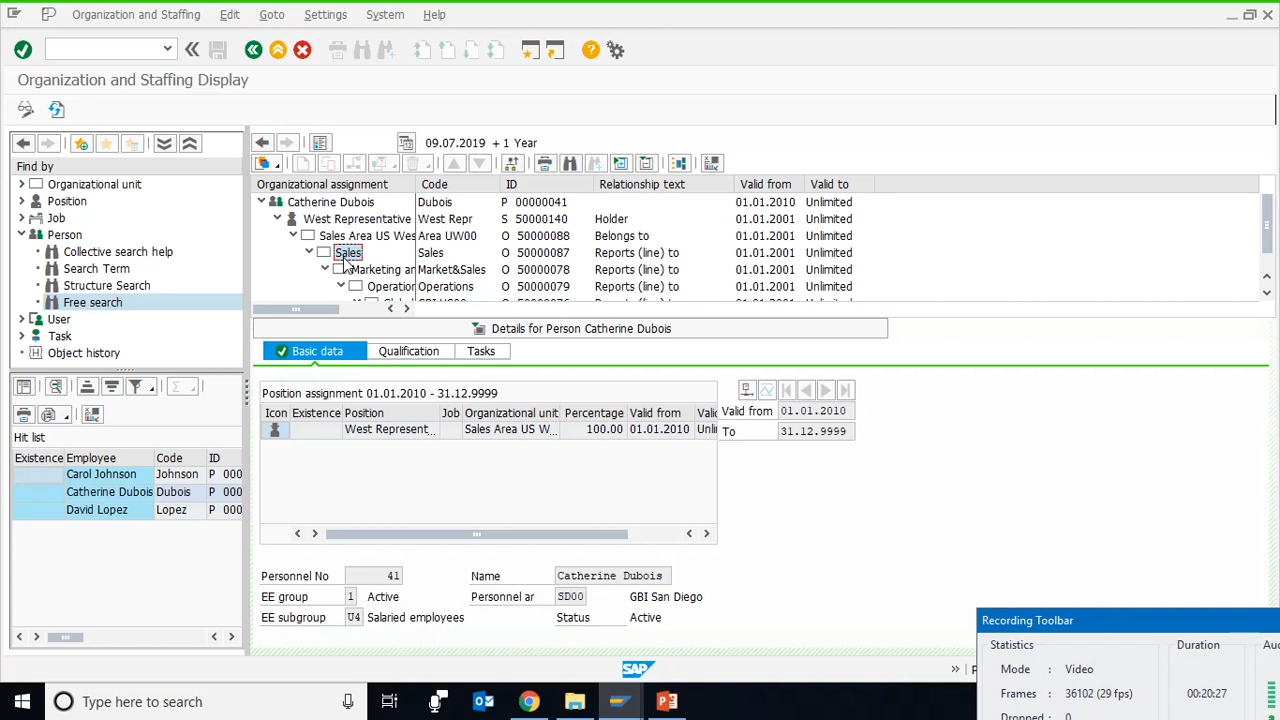 Organization and Staffing Edit Goto Settings System Help
Organization and Staffing Display
Find by
Organizational unit
Position
Job
Person
Collective search help
Search Term
Structure Search
Free search
User
Task
Object history
Hit list
Existence Employee Code ID
Carol Johnson Johnson P 000
Catherine Dubois Dubois P 000
David Lopez Lopez P 000
09.07.2019 + 1 Year
Organizational assignment Code ID Relationship text Valid from Valid to
Catherine Dubois Dubois P 00000041 01.01.2010 Unlimited
West Representative West Repr S 50000140 Holder 01.01.2001 Unlimited
Sales Area US Wes Area UW00 O 50000088 Belongs to 01.01.2001 Unlimited
Sales Sales O 50000087 Reports (line) to 01.01.2001 Unlimited
Marketing ar Market&Sales O 50000078 Reports (line) to 01.01.2001 Unlimited
Operation Operations O 50000079 Reports (line) to 01.01.2001 Unlimited
Details for Person Catherine Dubois
Basic data Qualification Tasks
Position assignment 01.01.2010 - 31.12.9999
Icon Existence Position Job Organizational unit Percentage Valid from Vali
West Represent... Sales Area US W... 100.00 01.01.2010 Unli
Valid from 01.01.2010
To 31.12.9999
Personnel No 41 Name Catherine Dubois
EE group 1 Active Personnel ar SD00 GBI San Diego
EE subgroup U4 Salaried employees Status Active
SAP
Recording Toolbar
Statistics Duration Au
Mode : Video
Frames : 36102 (29 fps) 00:20:27
Dropped : 0
Type here to search